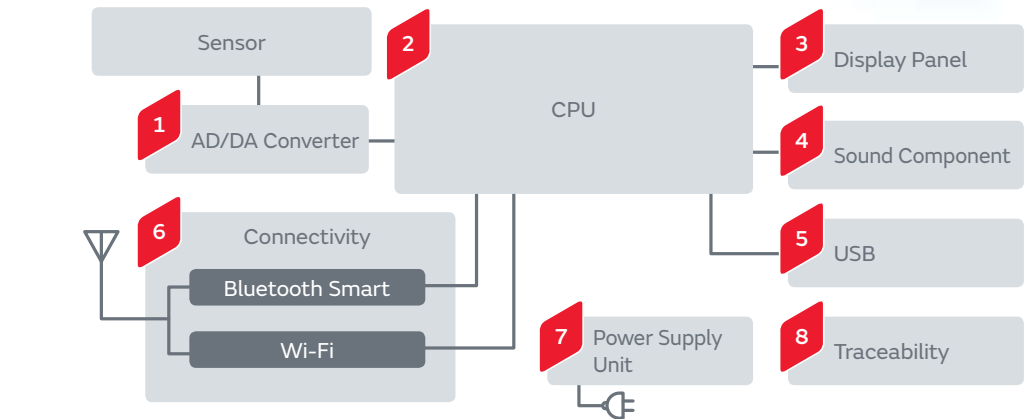 Sensor
1
AD/DA Converter
2
CPU
3
Display Panel
4
Sound Component
5
USB
6
Connectivity
Bluetooth Smart
Wi-Fi
7
Power Supply
Unit
8
Traceability